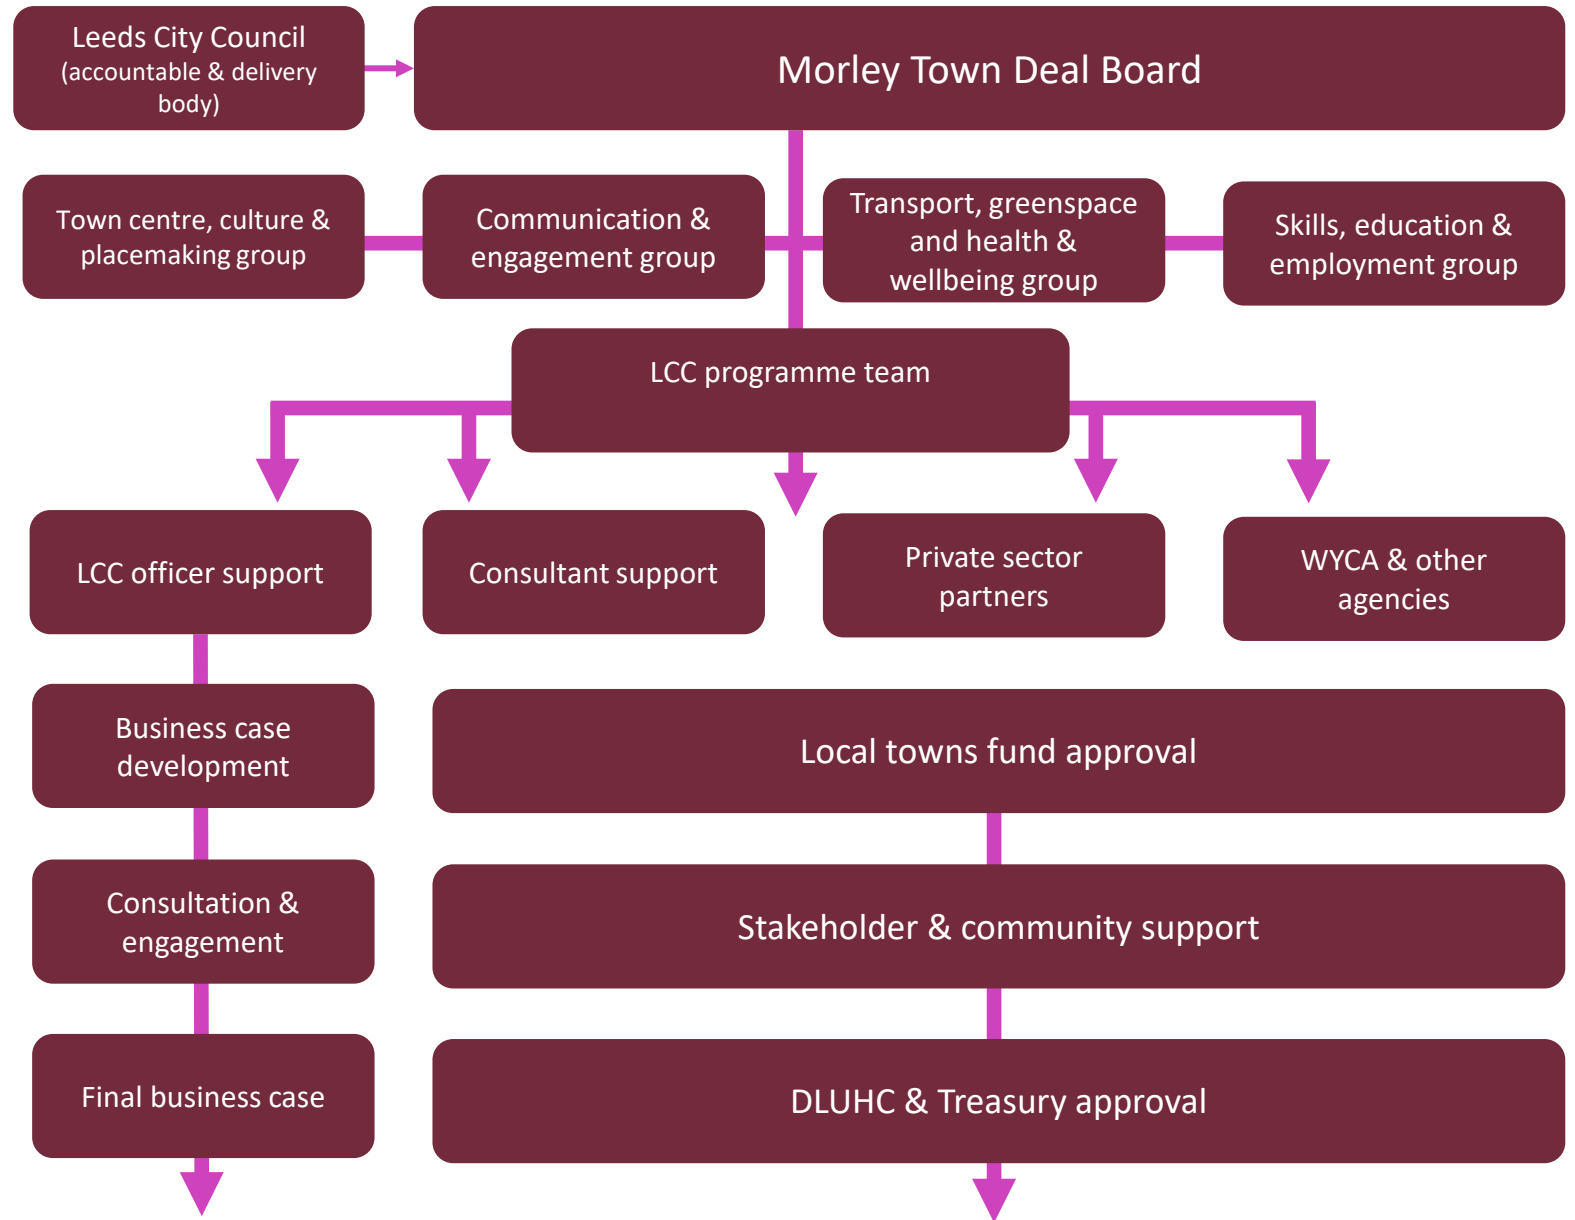 Leeds City Council
(accountable & delivery
body)
Morley Town Deal Board
Town centre, culture &
placemaking group
Communication &
engagement group
Transport, greenspace
and health &
wellbeing group
Skills, education &
employment group
LCC programme team
LCC officer support
Consultant support
Private sector
partners
WYCA & other
agencies
Business case
development
Local towns fund approval
Consultation &
engagement
Stakeholder & community support
Final business case
DLUHC & Treasury approval